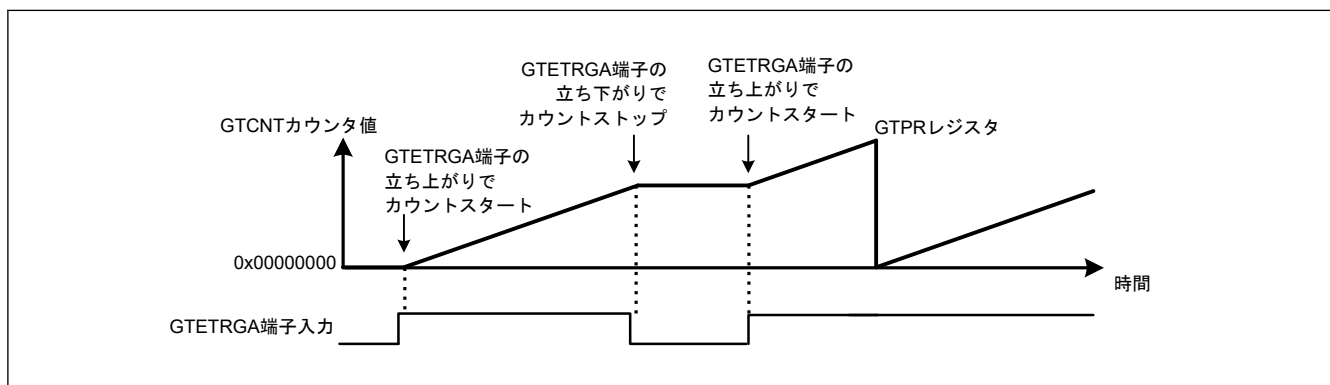 GTETRGA端子の
立ち下がりで
カウントストップ
GTETRGA端子の
立ち上がりで
カウントスタート
GTCNTカウンタ値
GTPRレジスタ
GTETRGA端子の
立ち上がりで
カウントスタート
0x00000000
時間
GTETRGA端子入力